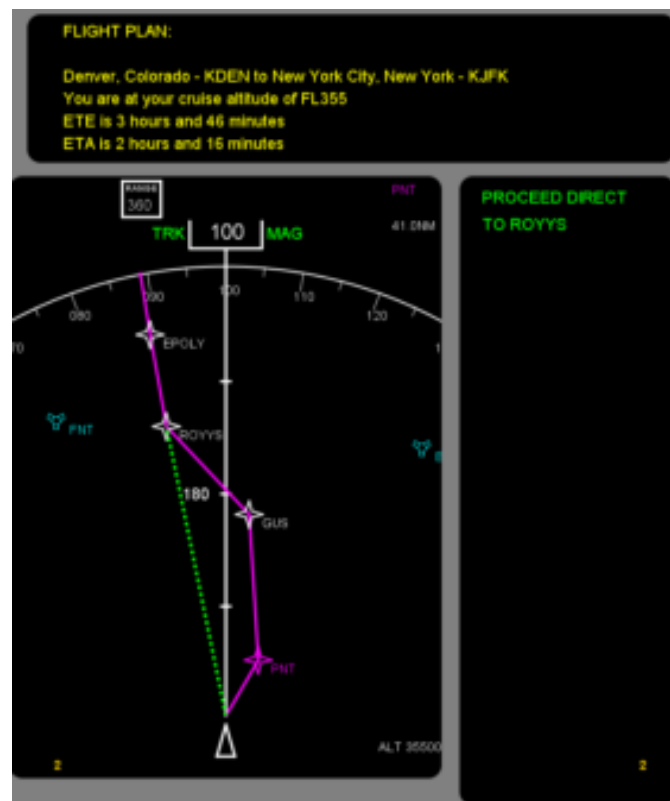 FLIGHT PLAN:
Denver, Colorado - KDEN to New York City, New York - KJFK
You are at your cruise altitude of FL355
ETE is 3 hours and 46 minutes
ETA is 2 hours and 16 minutes
RANGE
360
PNT
TRK 100 MAG
41.0NM
080 090 100 110 120
EPOLY
FNT
ROYYS
180
GUS
PNT
ALT 35500
2
PROCEED DIRECT
TO ROYYS
2